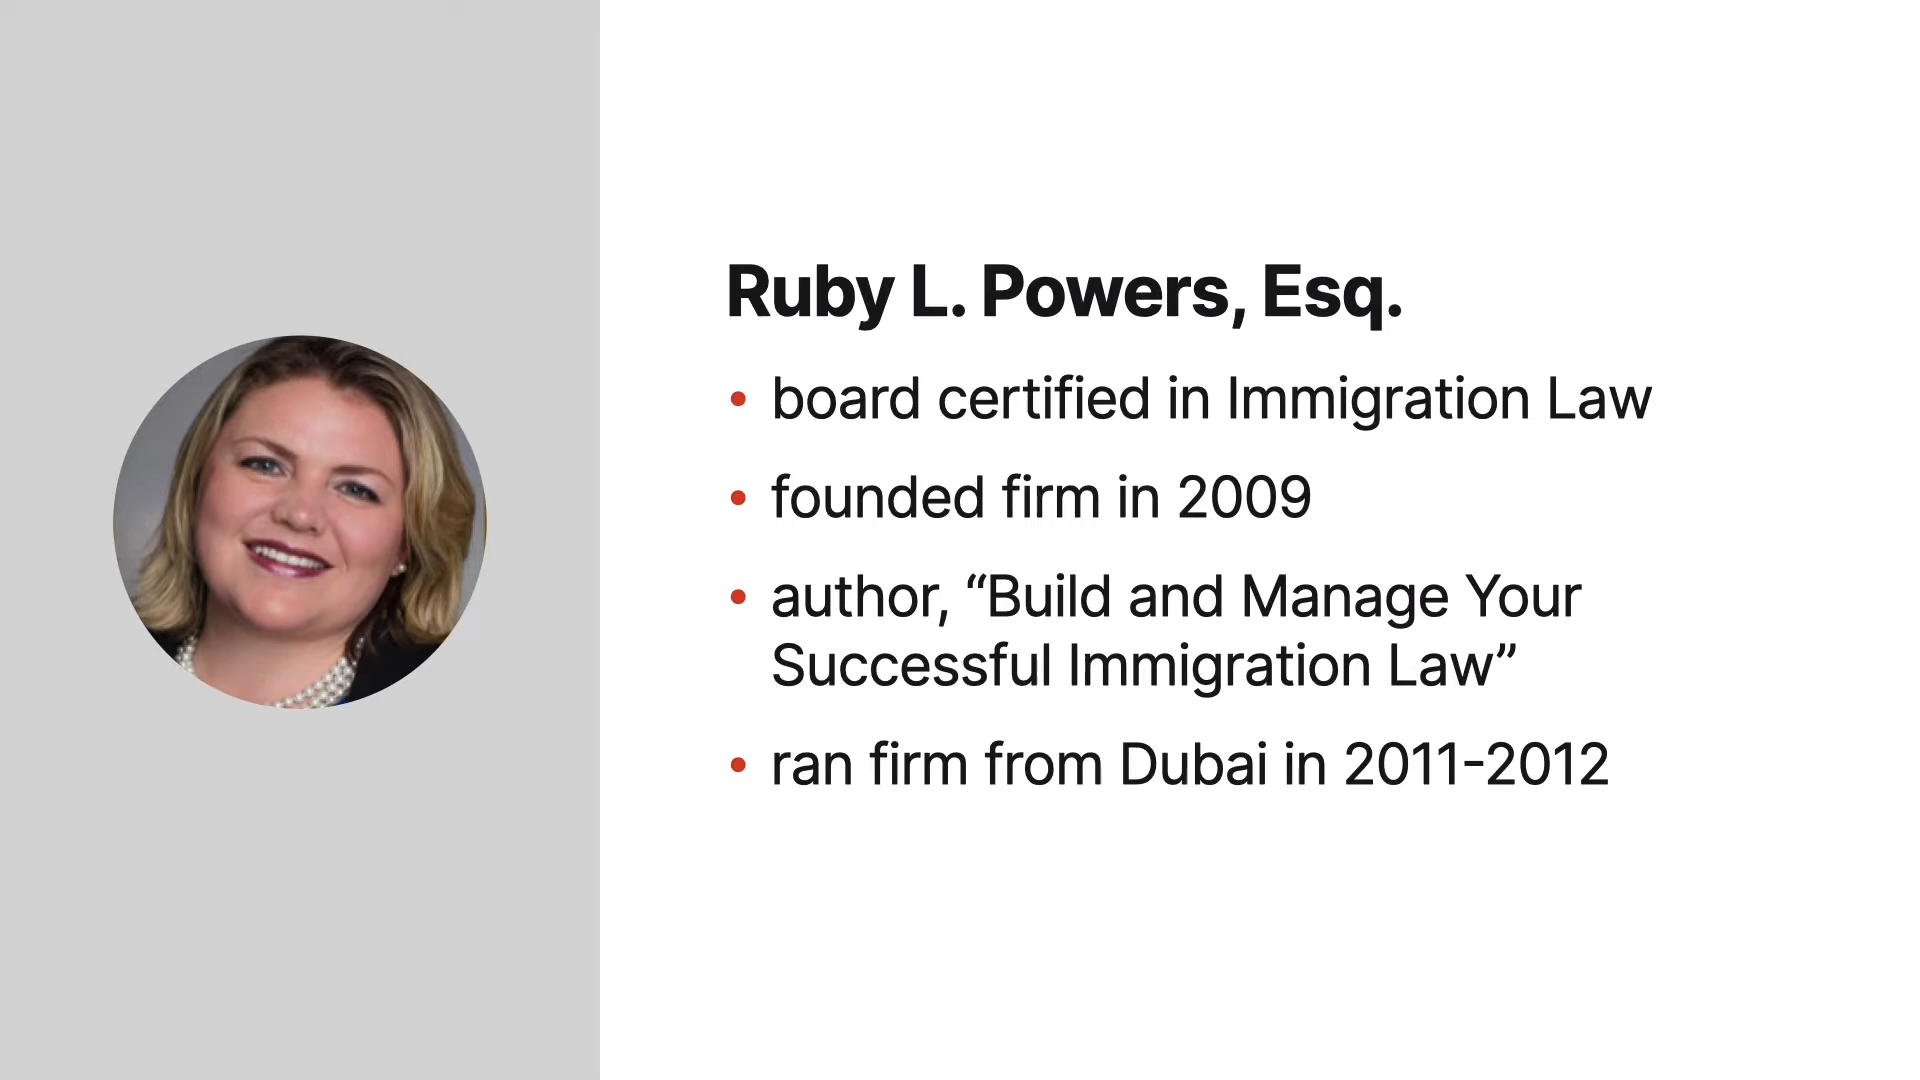 Ruby L. Powers, Esq.
• board certified in Immigration Law
• founded firm in 2009
• author, “Build and Manage Your
Successful Immigration Law”
• ran firm from Dubai in 2011-2012